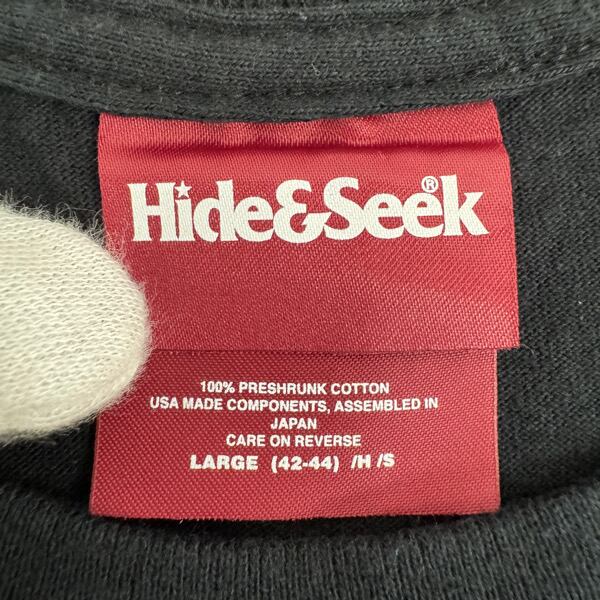 Hide&Seek®
100% PRESHRUNK COTTON
USA MADE COMPONENTS, ASSEMBLED IN
JAPAN
CARE ON REVERSE
LARGE (42-44) /H /S